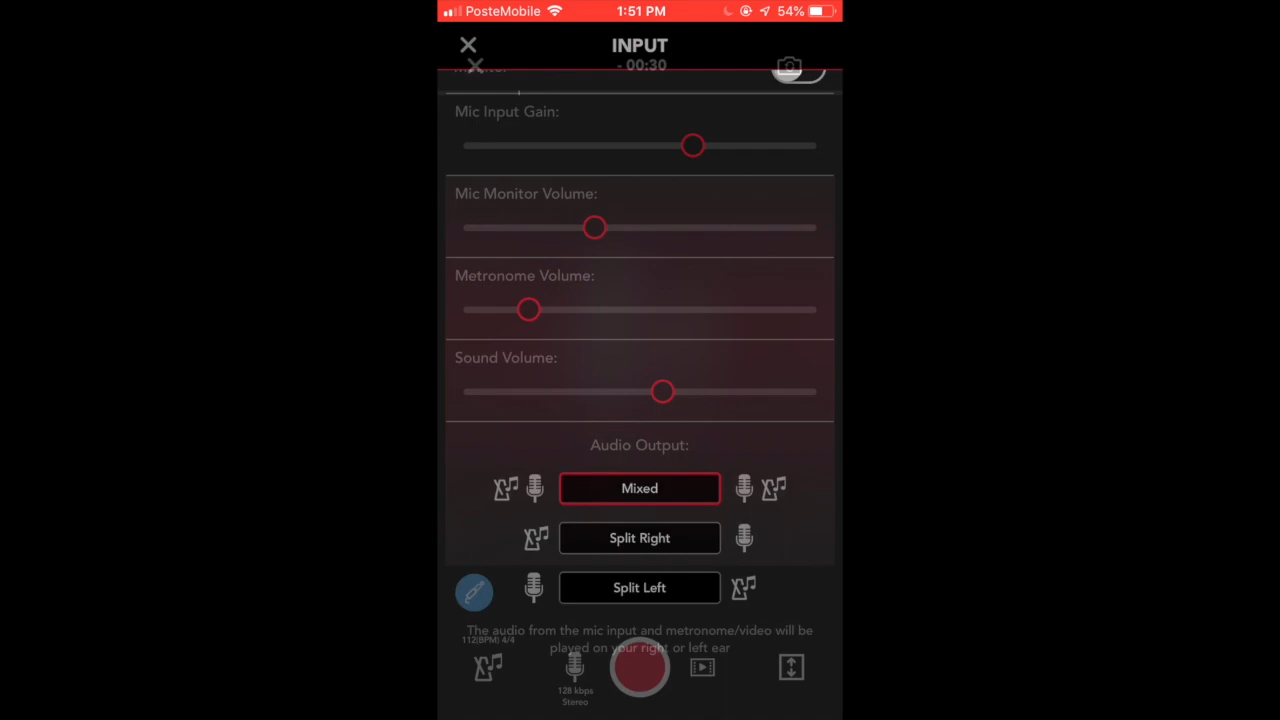 PosteMobile 1:51 PM 54%
INPUT
- 00:30
Mic Input Gain:
Mic Monitor Volume:
Metronome Volume:
Sound Volume:
Audio Output:
Mixed
Split Right
Split Left
The audio from the mic input and metronome/video will be
112(BPM) 4/4
played on your right or left ear
128 kbps
Stereo